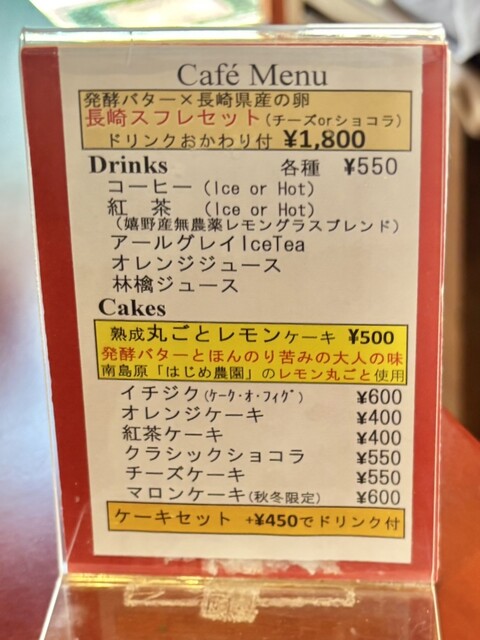 Café Menu
発酵バター×長崎県産の卵
長崎スフレセット(チーズorショコラ)
ドリンクおかわり付 ¥1,800
Drinks 各種 ¥550
コーヒー (Ice or Hot)
紅 茶 (Ice or Hot)
(嬉野産無農薬レモングラスブレンド)
アールグレイIceTea
オレンジジュース
林檎ジュース
Cakes
熟成丸ごとレモンケーキ ¥500
発酵バターとほんのり苦みの大人の味
南島原「はじめ農園」のレモン丸ごと使用
イチジク(ｹｰｸ･ｵ･ﾌｨｸﾞ) ¥600
オレンジケーキ ¥400
紅茶ケーキ ¥400
クラシックショコラ ¥550
チーズケーキ ¥550
マロンケーキ(秋冬限定) ¥600
ケーキセット +¥450でドリンク付